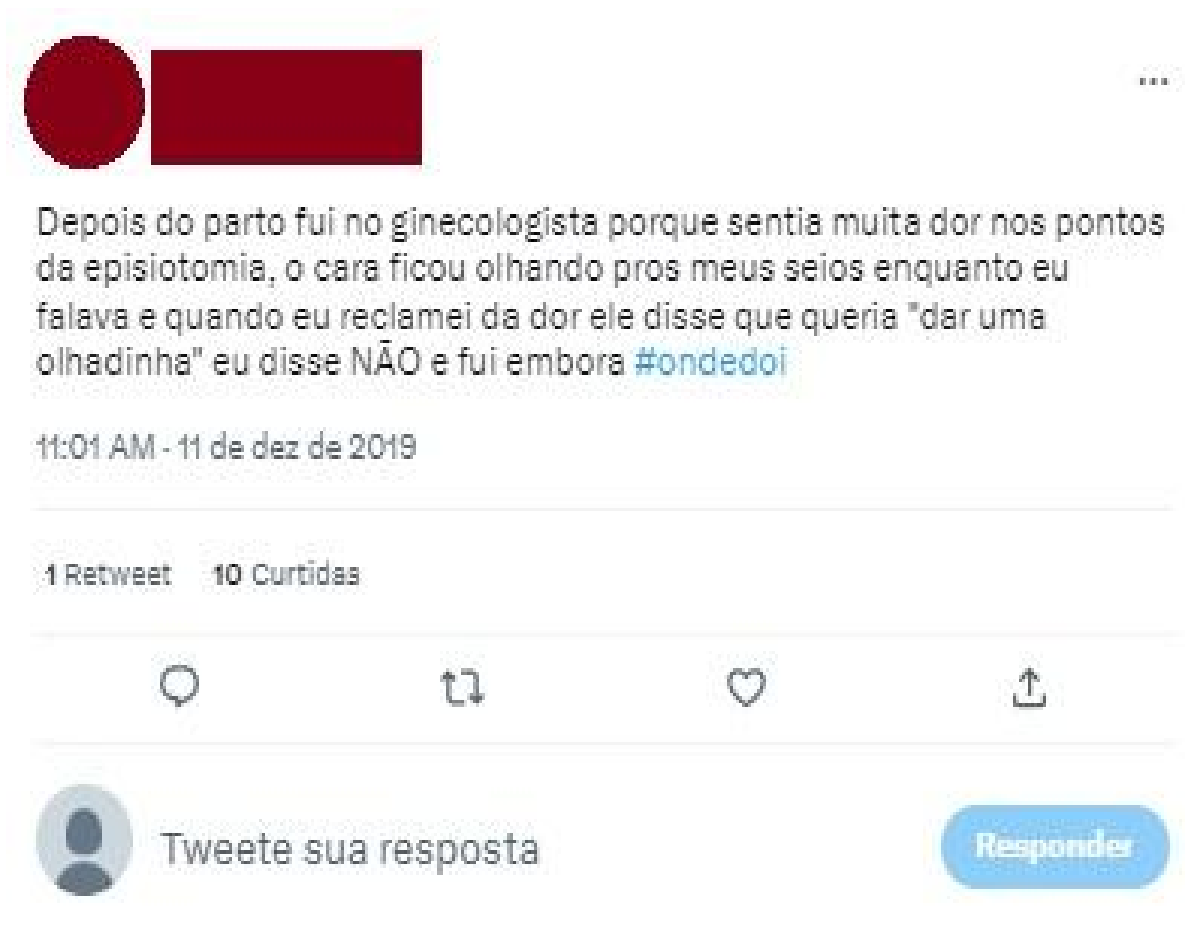 Depois do parto fui no ginecologista porque sentia muita dor nos pontos
da episiotomia, o cara ficou olhando pros meus seios enquanto eu
falava e quando eu reclamei da dor ele disse que queria "dar uma
olhadinha" eu disse NÃO e fui embora #ondedoi
11:01 AM - 11 de dez de 2019
1 Retweet 10 Curtidas
Tweete sua resposta
Responder